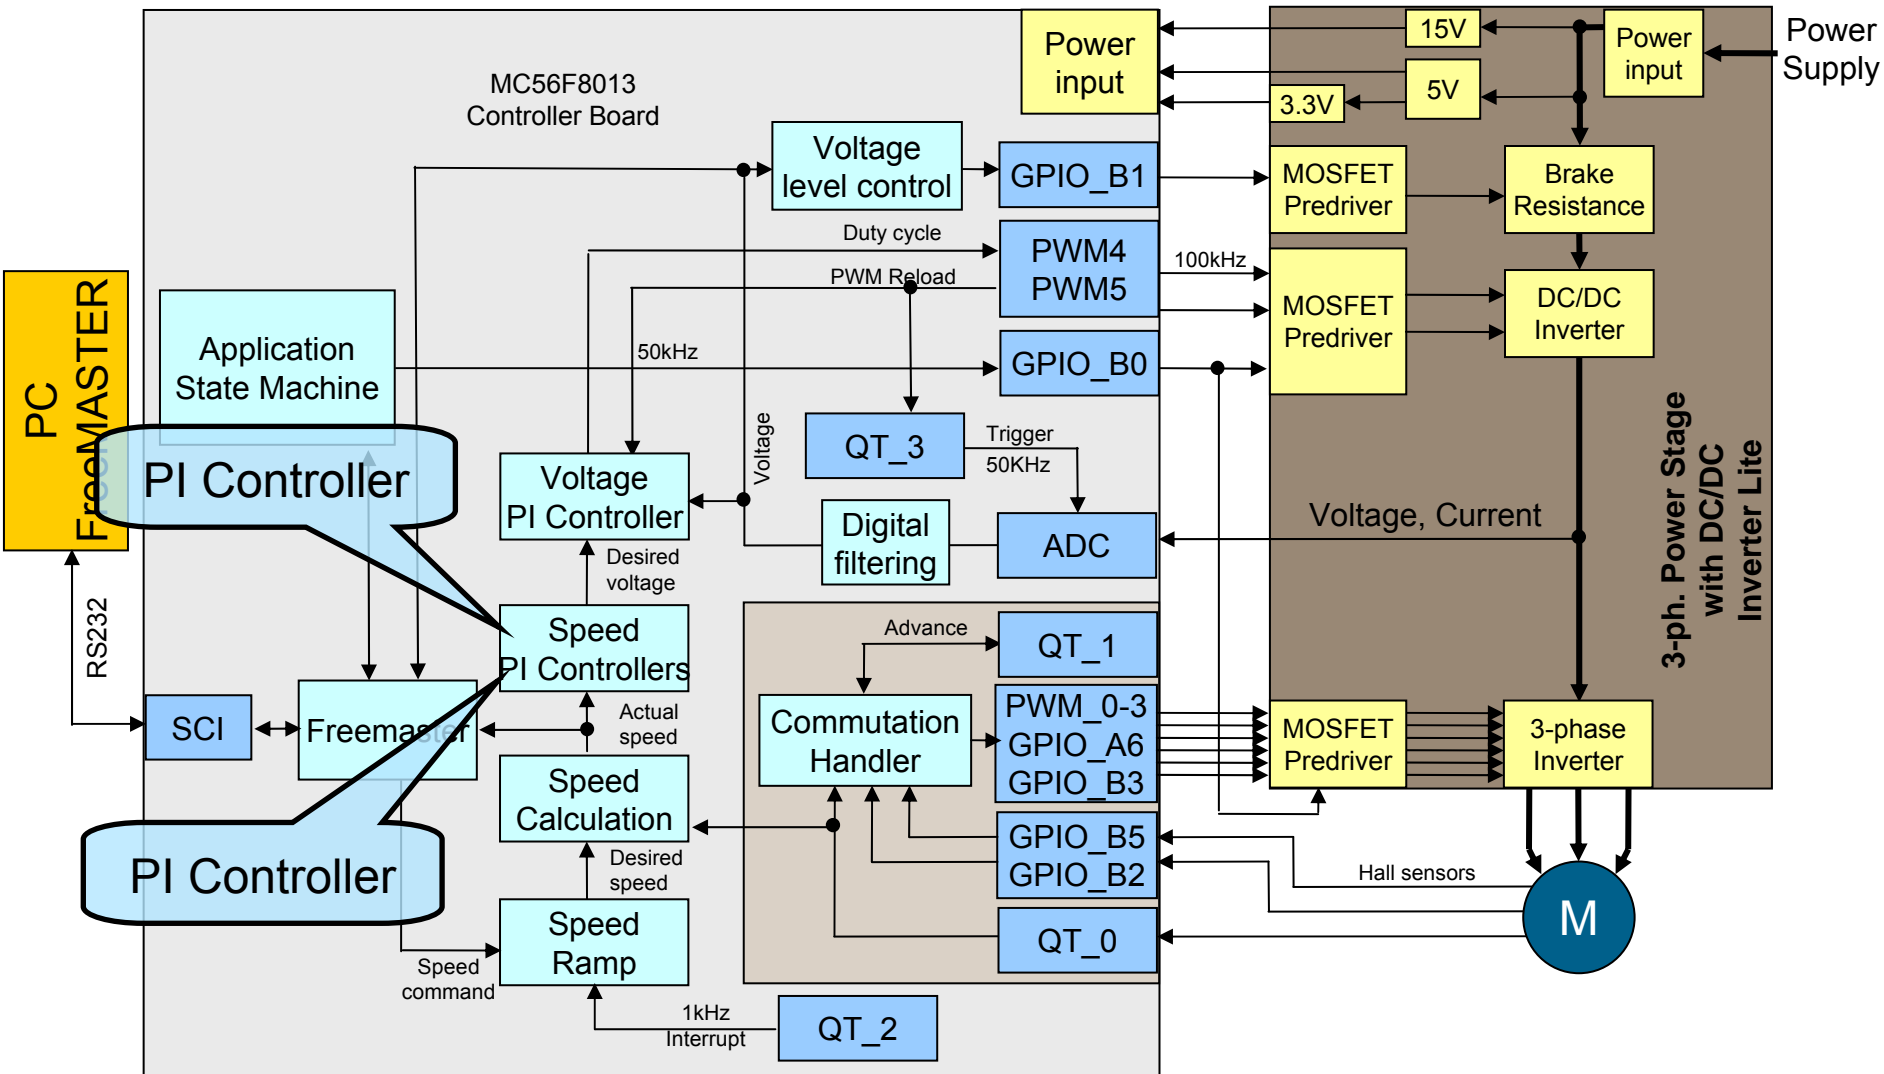 MC56F8013
Controller Board
Power
input
15V
5V
3.3V
Power
input
Power
Supply
Voltage
level control
GPIO_B1
MOSFET
Predriver
Brake
Resistance
Duty cycle
PWM Reload
PWM4
PWM5
100kHz
MOSFET
Predriver
DC/DC
Inverter
PC
FreeMASTER
Application
State Machine
50kHz
GPIO_B0
QT_3
Trigger
50KHz
Voltage
PI Controller
Voltage
PI Controller
Digital
filtering
ADC
Voltage, Current
3-ph. Power Stage
with DC/DC
Inverter Lite
Desired
voltage
RS232
Speed
PI Controllers
Advance
QT_1
SCI
Freemaster
Actual
speed
Commutation
Handler
PWM_0-3
GPIO_A6
GPIO_B3
MOSFET
Predriver
3-phase
Inverter
Speed
Calculation
GPIO_B5
GPIO_B2
Hall sensors
PI Controller
Desired
speed
M
Speed
Ramp
QT_0
Speed
command
1kHz
Interrupt
QT_2